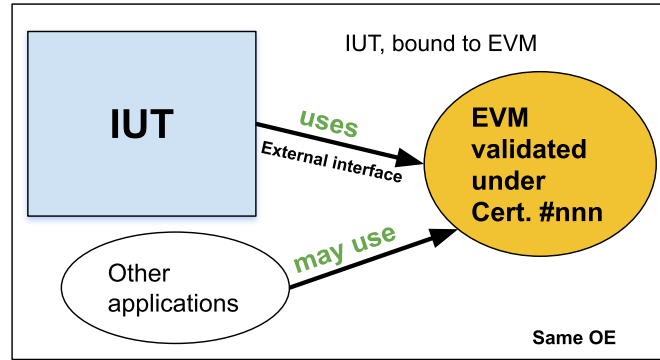 IUT, bound to EVM
IUT
uses
External interface
EVM
validated
under
Cert. #nnn
may use
Other
applications
Same OE